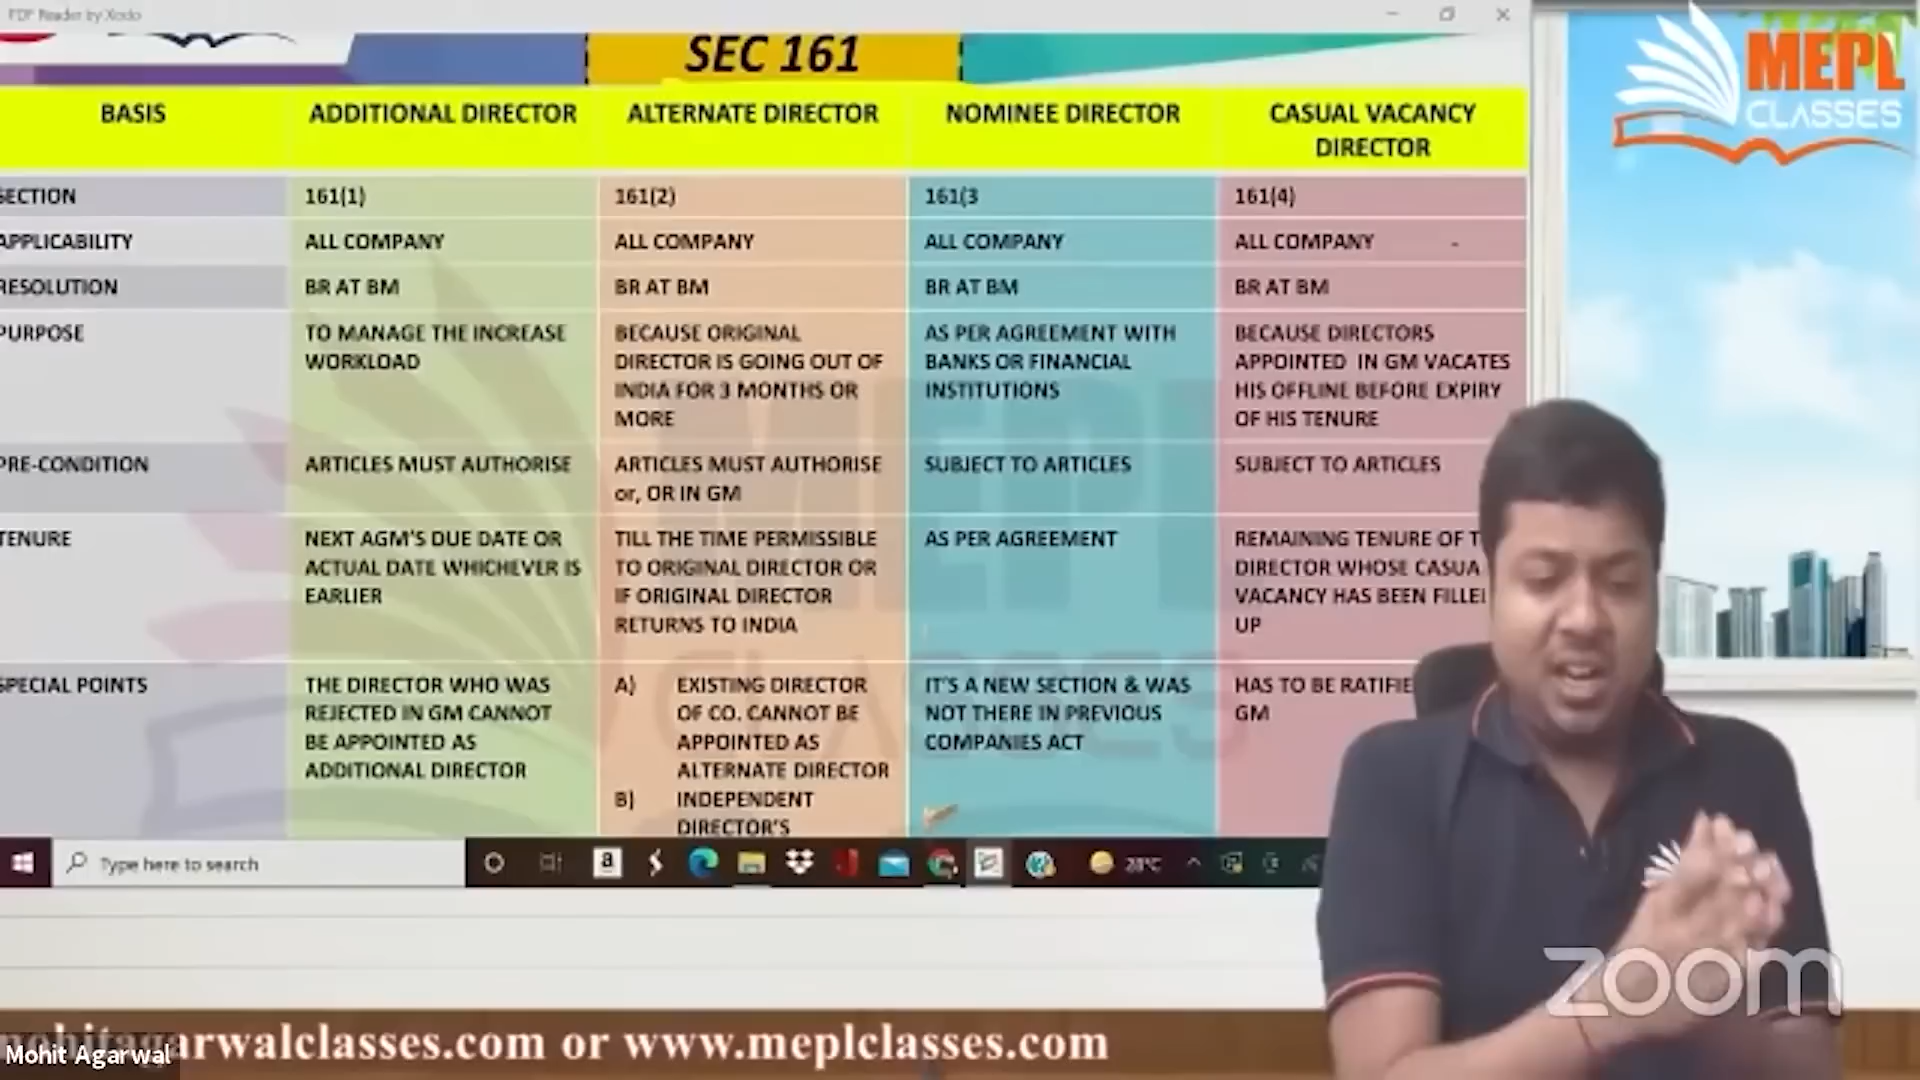 PDF Reader by Xodo
SEC 161
MEPL
CLASSES
BASIS
ADDITIONAL DIRECTOR
ALTERNATE DIRECTOR
NOMINEE DIRECTOR
CASUAL VACANCY
DIRECTOR
SECTION
161(1)
161(2)
161(3
161(4)
APPLICABILITY
ALL COMPANY
ALL COMPANY
ALL COMPANY
ALL COMPANY -
RESOLUTION
BR AT BM
BR AT BM
BR AT BM
BR AT BM
PURPOSE
TO MANAGE THE INCREASE
WORKLOAD
BECAUSE ORIGINAL
DIRECTOR IS GOING OUT OF
INDIA FOR 3 MONTHS OR
MORE
AS PER AGREEMENT WITH
BANKS OR FINANCIAL
INSTITUTIONS
BECAUSE DIRECTORS
APPOINTED IN GM VACATES
HIS OFFLINE BEFORE EXPIRY
OF HIS TENURE
PRE-CONDITION
ARTICLES MUST AUTHORISE
ARTICLES MUST AUTHORISE
or, OR IN GM
SUBJECT TO ARTICLES
SUBJECT TO ARTICLES
TENURE
NEXT AGM'S DUE DATE OR
ACTUAL DATE WHICHEVER IS
EARLIER
TILL THE TIME PERMISSIBLE
TO ORIGINAL DIRECTOR OR
IF ORIGINAL DIRECTOR
RETURNS TO INDIA
AS PER AGREEMENT
REMAINING TENURE OF T
DIRECTOR WHOSE CASUA
VACANCY HAS BEEN FILLE
UP
SPECIAL POINTS
THE DIRECTOR WHO WAS
REJECTED IN GM CANNOT
BE APPOINTED AS
ADDITIONAL DIRECTOR
A) EXISTING DIRECTOR
OF CO. CANNOT BE
APPOINTED AS
ALTERNATE DIRECTOR
B) INDEPENDENT
DIRECTOR'S
IT'S A NEW SECTION & WAS
NOT THERE IN PREVIOUS
COMPANIES ACT
HAS TO BE RATIFIE
GM
MEPL
CLASSES
Type here to search
28°C
zoom
ohitagarwalclasses.com or www.meplclasses.com
Mohit Agarwal